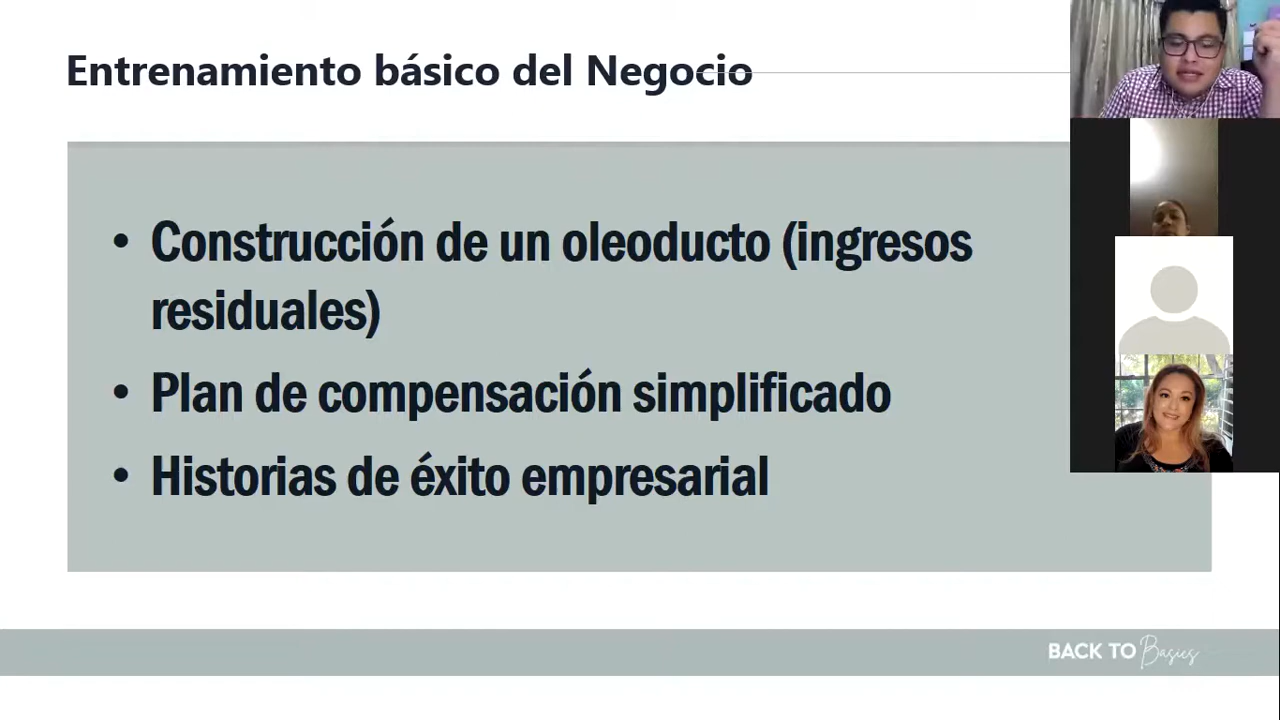 Entrenamiento básico del Negocio
• Construcción de un oleoducto (ingresos
residuales)
• Plan de compensación simplificado
• Historias de éxito empresarial
BACK TO Basics